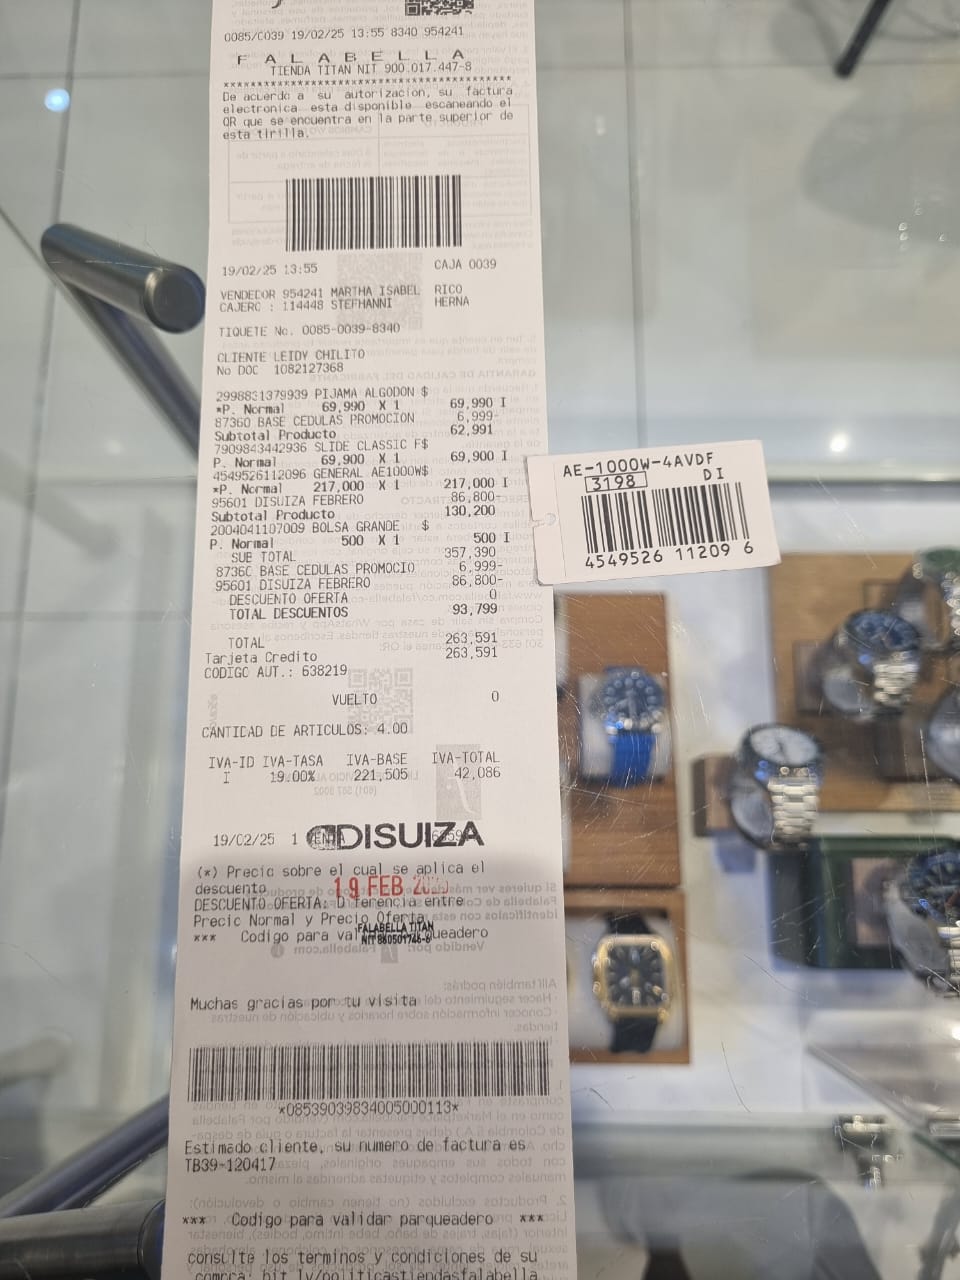 0085/C039 19/02/25 13:55 8340 954241
F A L A B E L L A
TIENDA TITAN NIT 900.017.447-8
****************************************
De acuerdo a su autorizacion, su factura
electronica esta disponible escaneando el
QR que se encuentra en la parte superior de
esta tirilla.
19/02/25 13:55 CAJA 0039
VENDEDOR 954241 MARTHA ISABEL RICO
CAJERC : 114448 STEFHANNI HERNA
TIQUETE No. 0085-0039-8340
CLIENTE LEIDY CHILITO
No DOC 1082127368
2998831379939 PIJAMA ALGODON $
*P. Normal 69,990 X 1 69,990 I
87360 BASE CEDULAS PROMOCION 6,999-
Subtotal Producto 62,991
7909843442936 SLIDE CLASSIC F$
P. Normal 69,900 X 1 69,900 I
4549526112096 GENERAL AE1000W$
*P. Normal 217,000 X 1 217,000 I
95601 DISUIZA FEBRERO 86,800-
Subtotal Producto 130,200
2004041107009 BOLSA GRANDE $
P. Normal 500 X 1 500 I
SUB TOTAL 357,390
87360 BASE CEDULAS PROMOCIO 6,999-
95601 DISUIZA FEBRERO 86,800-
DESCUENTO OFERTA 0
TOTAL DESCUENTOS 93,799
TOTAL 263,591
Tarjeta Credito 263,591
CODIGO AUT.: 638219
VUELTO 0
CANTIDAD DE ARTICULOS: 4.00
IVA-ID IVA-TASA IVA-BASE IVA-TOTAL
I 19.00% 221,505 42,086
19/02/25 1 DISUIZA
(*) Precio sobre el cual se aplica el
descuento 19 FEB
DESCUENTO OFERTA: Diferencia entre
Precic Normal y Precio Oferta
FALABELLA TITAN
*** Codigo para parqueadero
Muchas gracias por tu visita
*08539039834005000113*
Estimado cliente, su numero de factura es
TB39-120417
*** Codigo para validar parqueadero ***
consulte los terminos y condiciones de su
compra: bit.ly/politicastiendasfalabella
AE-1000W-4AVDF
3198 DI
4549526 11209 6